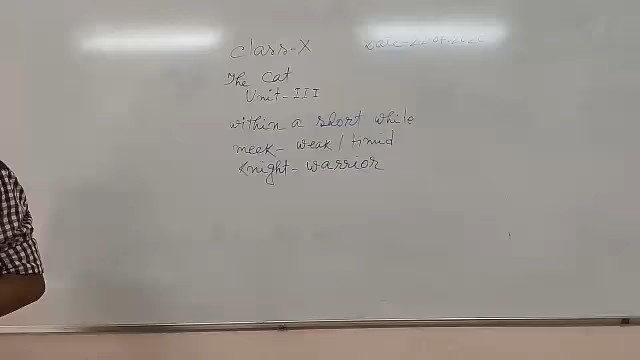 Class-X
The Cat
Unit-III
within a short while
meek- weak / timid
Knight- warrior